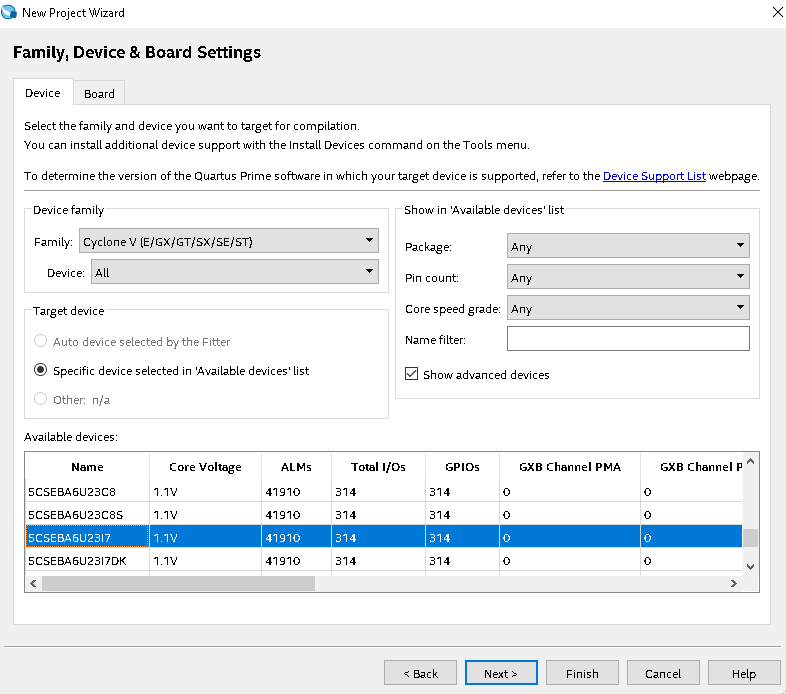 New Project Wizard
Family, Device & Board Settings
Device Board
Select the family and device you want to target for compilation.
You can install additional device support with the Install Devices command on the Tools menu.
To determine the version of the Quartus Prime software in which your target device is supported, refer to the Device Support List webpage.
Device family
Family: Cyclone V (E/GX/GT/SX/SE/ST)
Device: All
Target device
Auto device selected by the Fitter
Specific device selected in 'Available devices' list
Other: n/a
Show in 'Available devices' list
Package: Any
Pin count: Any
Core speed grade: Any
Name filter:
Show advanced devices
Available devices:
Name Core Voltage ALMs Total I/Os GPIOs GXB Channel PMA GXB Channel P
5CSEBA6U23C8 1.1V 41910 314 314 0 0
5CSEBA6U23C8S 1.1V 41910 314 314 0 0
5CSEBA6U23I7 1.1V 41910 314 314 0 0
5CSEBA6U23I7DK 1.1V 41910 314 314 0 0
< Back Next > Finish Cancel Help